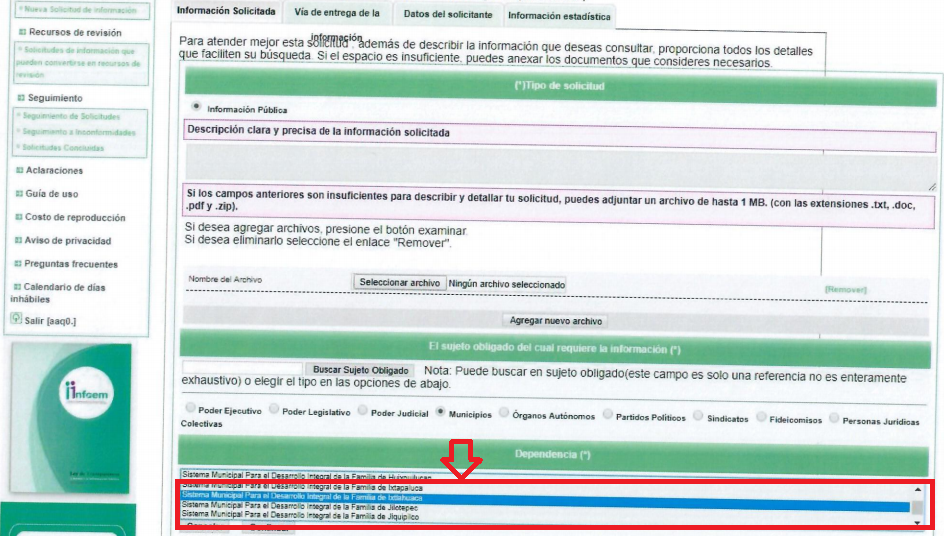 Nueva Solicitud de información
Recursos de revisión
Solicitudes de información que
pueden convertirse en recursos de
revisión
Seguimiento
Seguimiento de Solicitudes
Seguimiento a Inconformidades
Solicitudes Concluidas
Aclaraciones
Guía de uso
Costo de reproducción
Aviso de privacidad
Preguntas frecuentes
Calendario de días
inhábiles
Salir [aaq0.]
infoem
Información Solicitada
Vía de entrega de la
información
Datos del solicitante
Información estadística
Para atender mejor esta solicitud , además de describir la información que deseas consultar, proporciona todos los detalles
que faciliten su búsqueda. Si el espacio es insuficiente, puedes anexar los documentos que consideres necesarios.
(*)Tipo de solicitud
Información Pública
Descripción clara y precisa de la información solicitada
Si los campos anteriores son insuficientes para describir y detallar tu solicitud, puedes adjuntar un archivo de hasta 1 MB. (con las extensiones .txt, .doc,
.pdf y .zip).
Si desea agregar archivos, presione el botón examinar.
Si desea eliminarlo seleccione el enlace "Remover".
Nombre del Archivo
Seleccionar archivo Ningún archivo seleccionado
[Remover]
Agregar nuevo archivo
El sujeto obligado del cual requiere la información (*)
Buscar Sujeto Obligado Nota: Puede buscar en sujeto obligado(este campo es solo una referencia no es enteramente
exhaustivo) o elegir el tipo en las opciones de abajo.
Poder Ejecutivo Poder Legislativo Poder Judicial Municipios Órganos Autónomos Partidos Políticos Sindicatos Fideicomisos Personas Jurídicas
Colectivas
Dependencia (*)
Sistema Municipal Para el Desarrollo Integral de la Familia de Huixquilucan
Sistema Municipal Para el Desarrollo Integral de la Familia de Ixtapaluca
Sistema Municipal Para el Desarrollo Integral de la Familia de Ixtlahuaca
Sistema Municipal Para el Desarrollo Integral de la Familia de Jilotepec
Sistema Municipal Para el Desarrollo Integral de la Familia de Jiquipilco